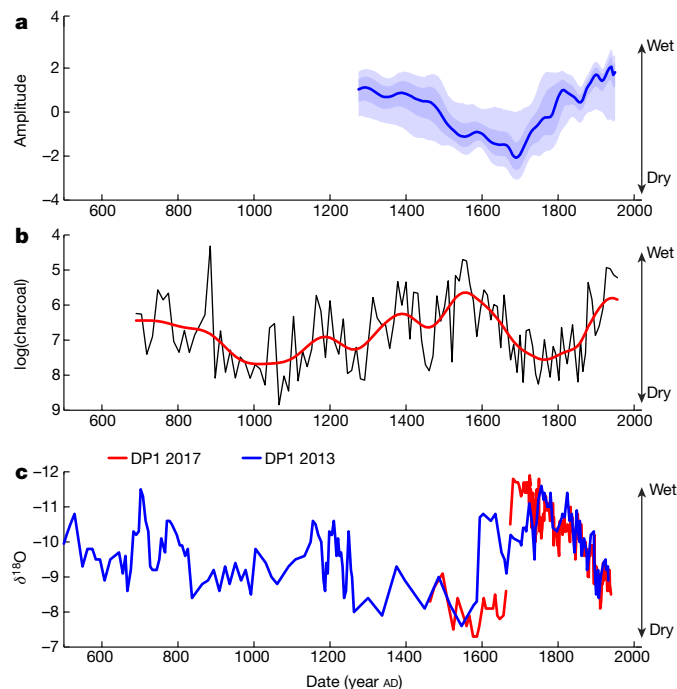 a
4
2
0
−2
−4
Amplitude
Wet
Dry
600 800 1000 1200 1400 1600 1800 2000
b
4
5
6
7
8
9
log(charcoal)
Wet
Dry
600 800 1000 1200 1400 1600 1800 2000
DP1 2017 DP1 2013
c
−12
−11
−10
−9
−8
−7
δ¹⁸O
Wet
Dry
600 800 1000 1200 1400 1600 1800 2000
Date (year AD)